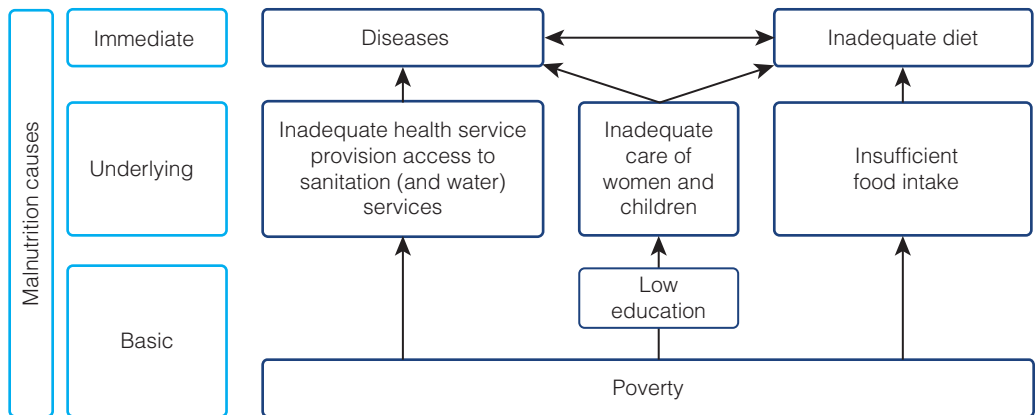 Malnutrition causes
Immediate
Diseases
Inadequate diet
Underlying
Inadequate health service
provision access to
sanitation (and water)
services
Inadequate
care of
women and
children
Insufficient
food intake
Basic
Low
education
Poverty